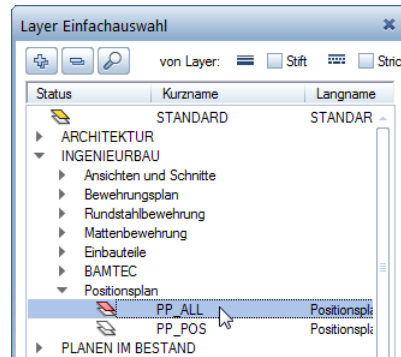 Layer Einfachauswahl
von Layer: Stift Stric
Status Kurzname Langname
STANDARD STANDAR
ARCHITEKTUR
INGENIEURBAU
Ansichten und Schnitte
Bewehrungsplan
Rundstahlbewehrung
Mattenbewehrung
Einbauteile
BAMTEC
Positionsplan
PP_ALL Positionspla
PP_POS Positionspla
PLANEN IM BESTAND